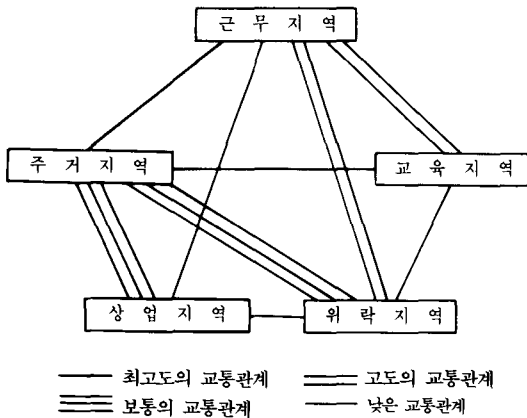 근 무 지 역
주 거 지 역
교 육 지 역
상 업 지 역
위 락 지 역
최고도의 교통관계
고도의 교통관계
보통의 교통관계
낮은 교통관계